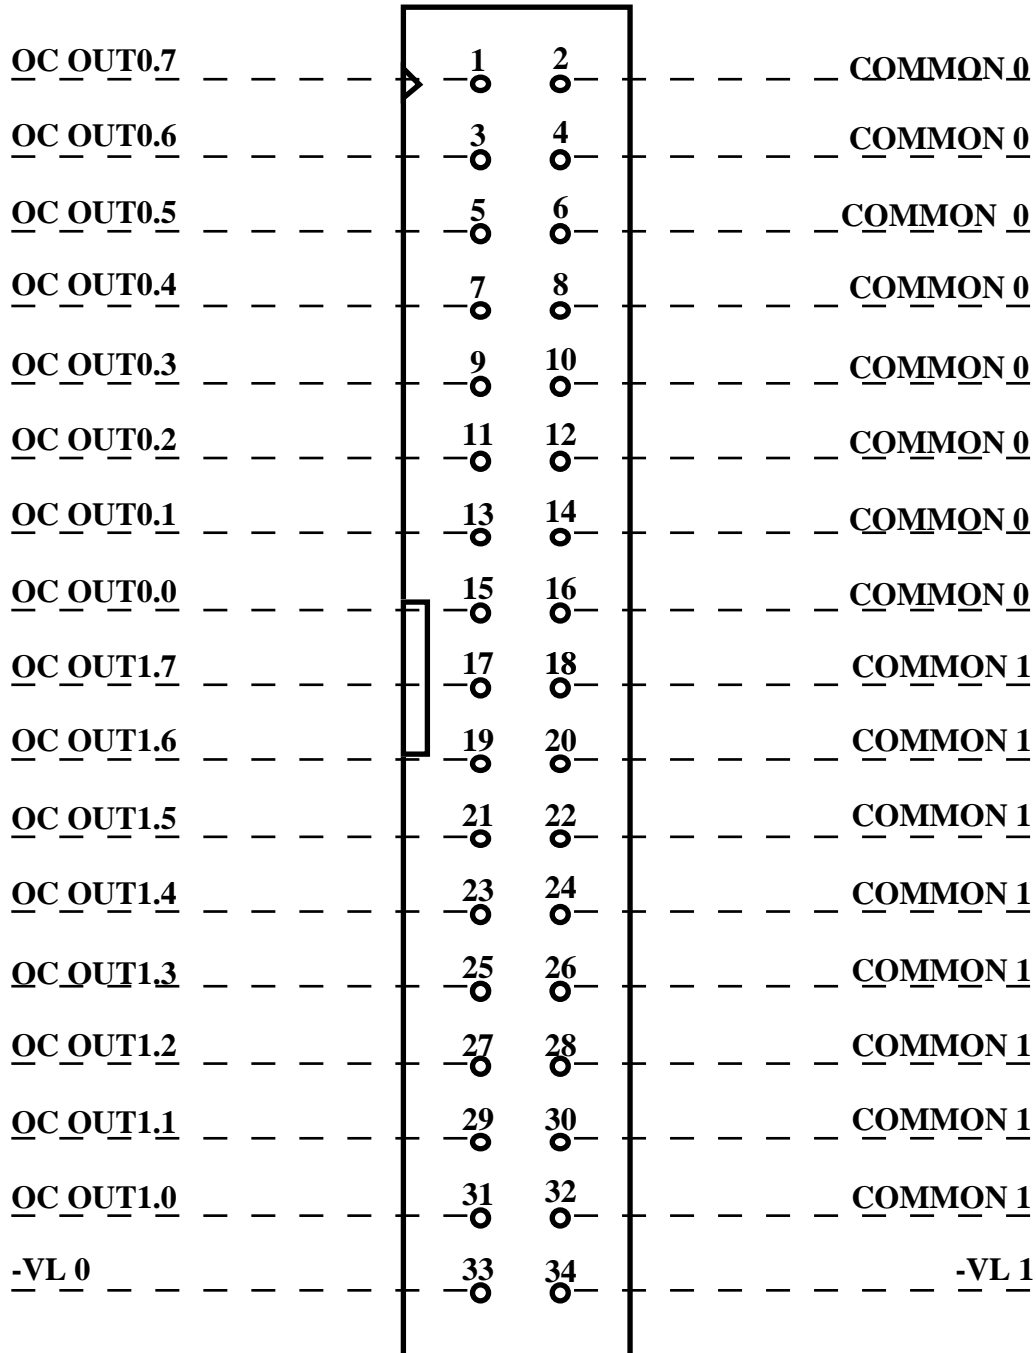 OC OUT0.7 1 2 COMMON 0
OC OUT0.6 3 4 COMMON 0
OC OUT0.5 5 6 COMMON 0
OC OUT0.4 7 8 COMMON 0
OC OUT0.3 9 10 COMMON 0
OC OUT0.2 11 12 COMMON 0
OC OUT0.1 13 14 COMMON 0
OC OUT0.0 15 16 COMMON 0
OC OUT1.7 17 18 COMMON 1
OC OUT1.6 19 20 COMMON 1
OC OUT1.5 21 22 COMMON 1
OC OUT1.4 23 24 COMMON 1
OC OUT1.3 25 26 COMMON 1
OC OUT1.2 27 28 COMMON 1
OC OUT1.1 29 30 COMMON 1
OC OUT1.0 31 32 COMMON 1
-VL 0 33 34 -VL 1